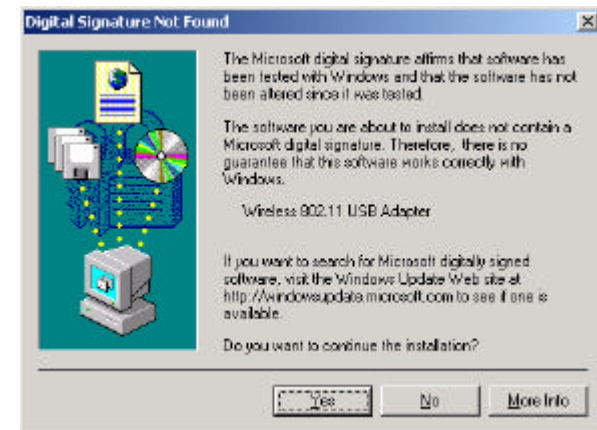 Digital Signature Not Found
The Microsoft digital signature affirms that software has
been tested with Windows and that the software has not
been altered since it was tested.
The software you are about to install does not contain a
Microsoft digital signature. Therefore, there is no
guarantee that this software works correctly with
Windows.
Wireless 802.11 USB Adapter
If you want to search for Microsoft digitally signed
software, visit the Windows Update Web site at
http://windowsupdate.microsoft.com to see if one is
available.
Do you want to continue the installation?
Yes No More Info